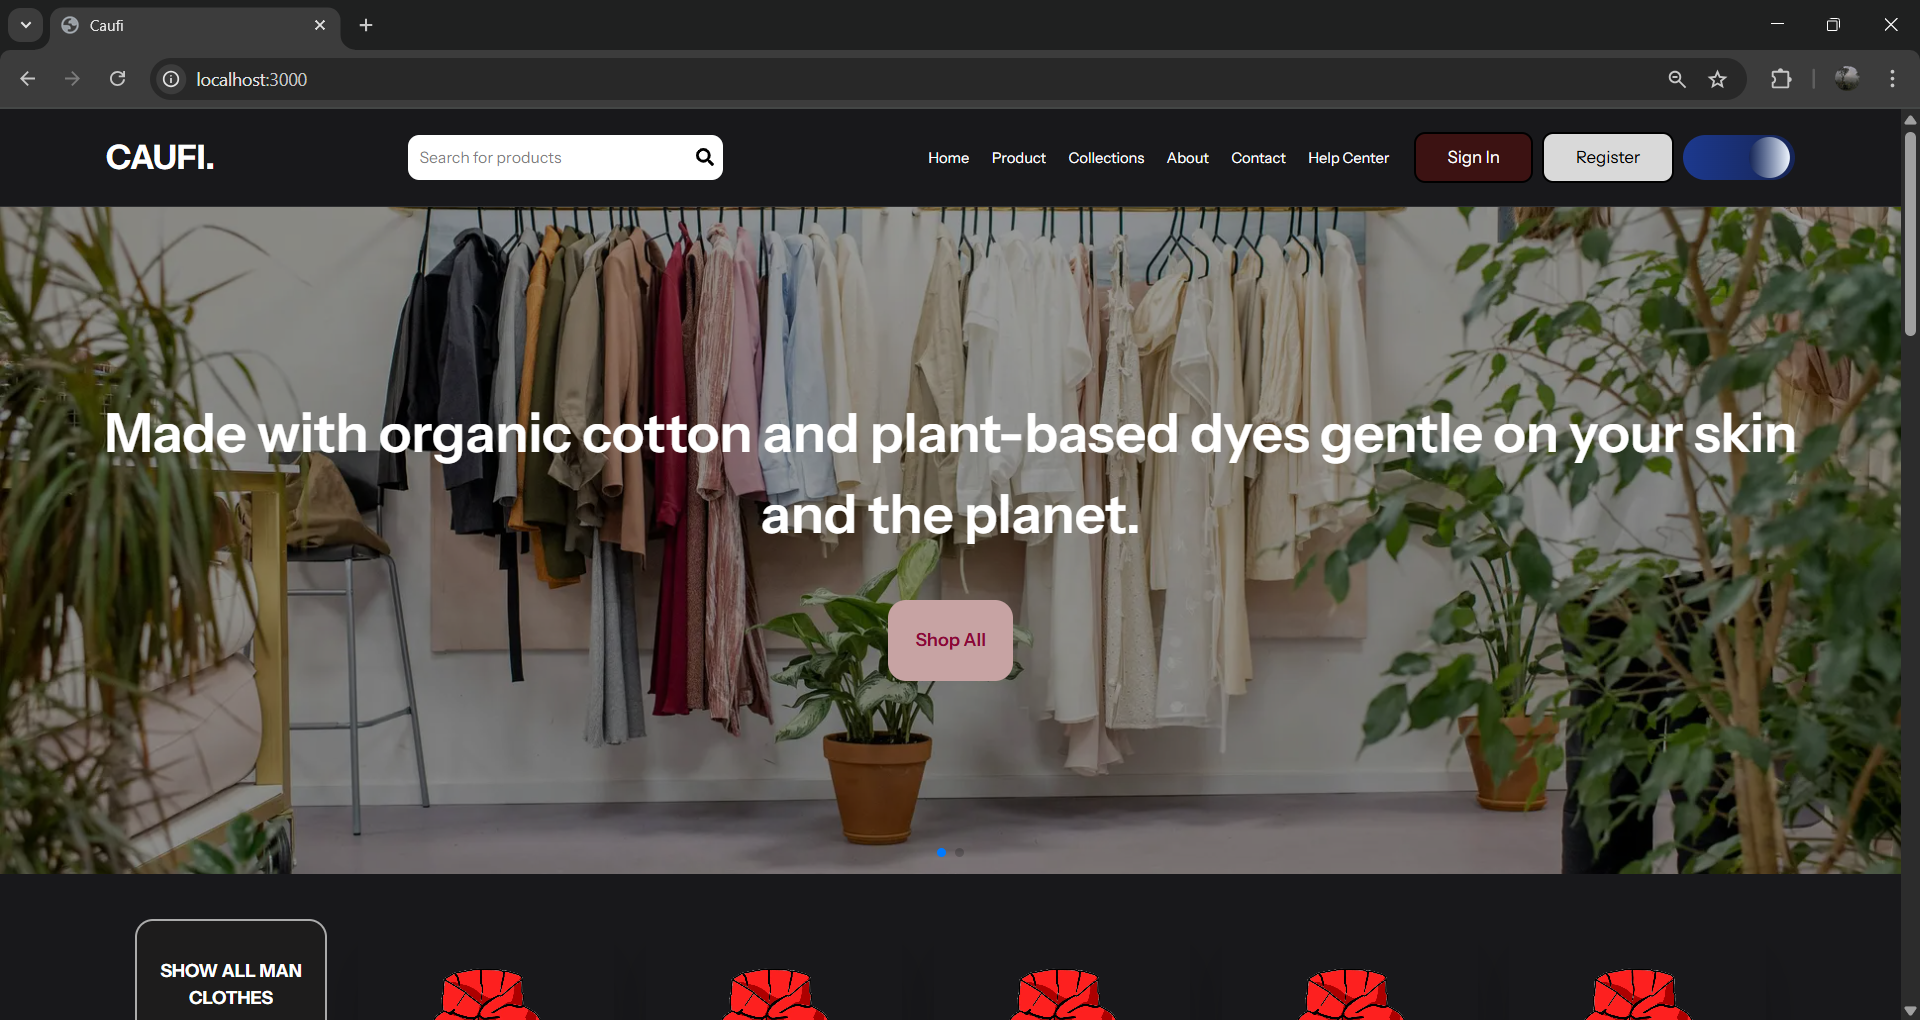 Caufi
localhost:3000
CAUFI.
Search for products
Home
Product
Collections
About
Contact
Help Center
Sign In
Register
Made with organic cotton and plant-based dyes gentle on your skin
and the planet.
Shop All
SHOW ALL MAN
CLOTHES